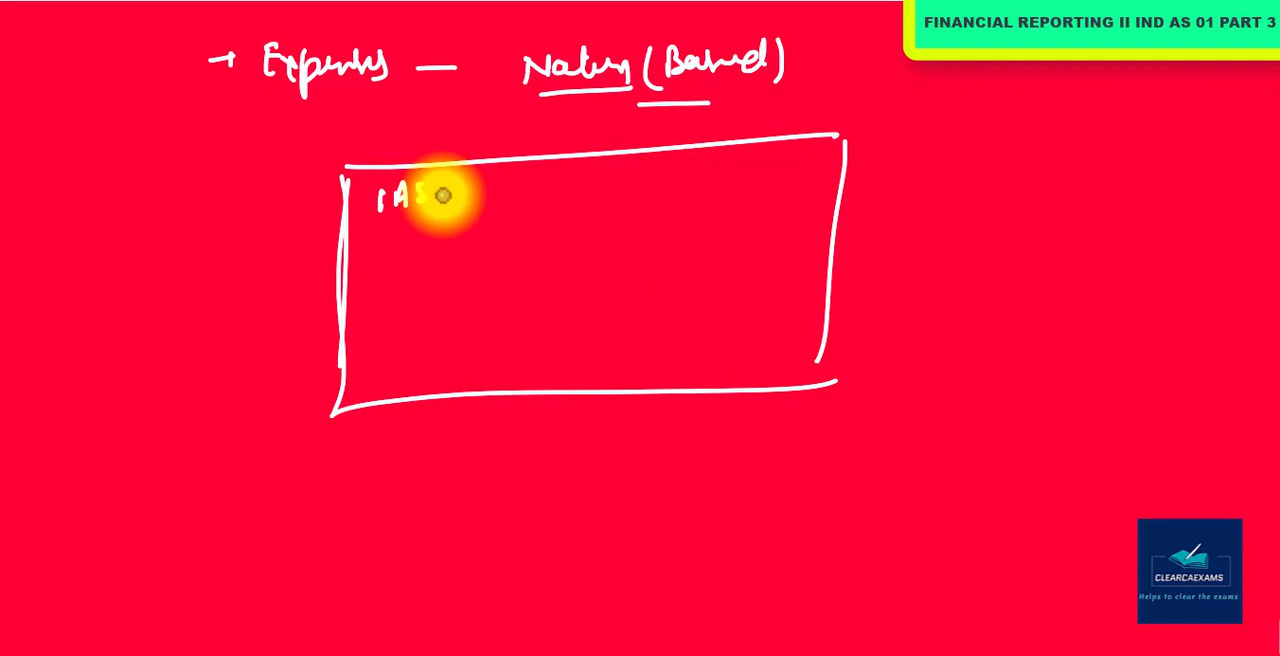 FINANCIAL REPORTING II IND AS 01 PART 3
→ Expenses — Nature (Based)
IAS
CLEARCAEXAMS
Helps to clear the exams